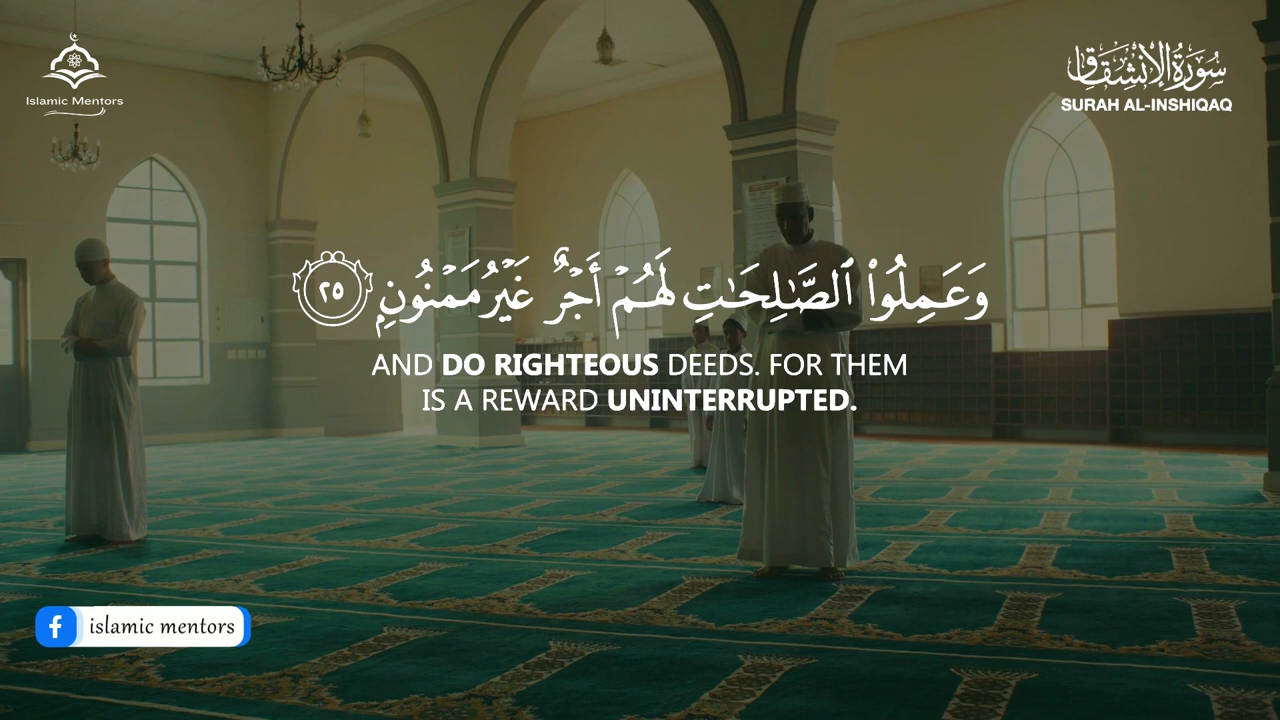 Islamic Mentors
سُورَةُ الانْشِقَاق
SURAH AL-INSHIQAQ
وَعَمِلُوا۟ ٱلصَّـٰلِحَـٰتِ لَهُمْ أَجْرٌ غَيْرُ مَمْنُونٍۭ ٢٥
AND DO RIGHTEOUS DEEDS. FOR THEM
IS A REWARD UNINTERRUPTED.
f islamic mentors